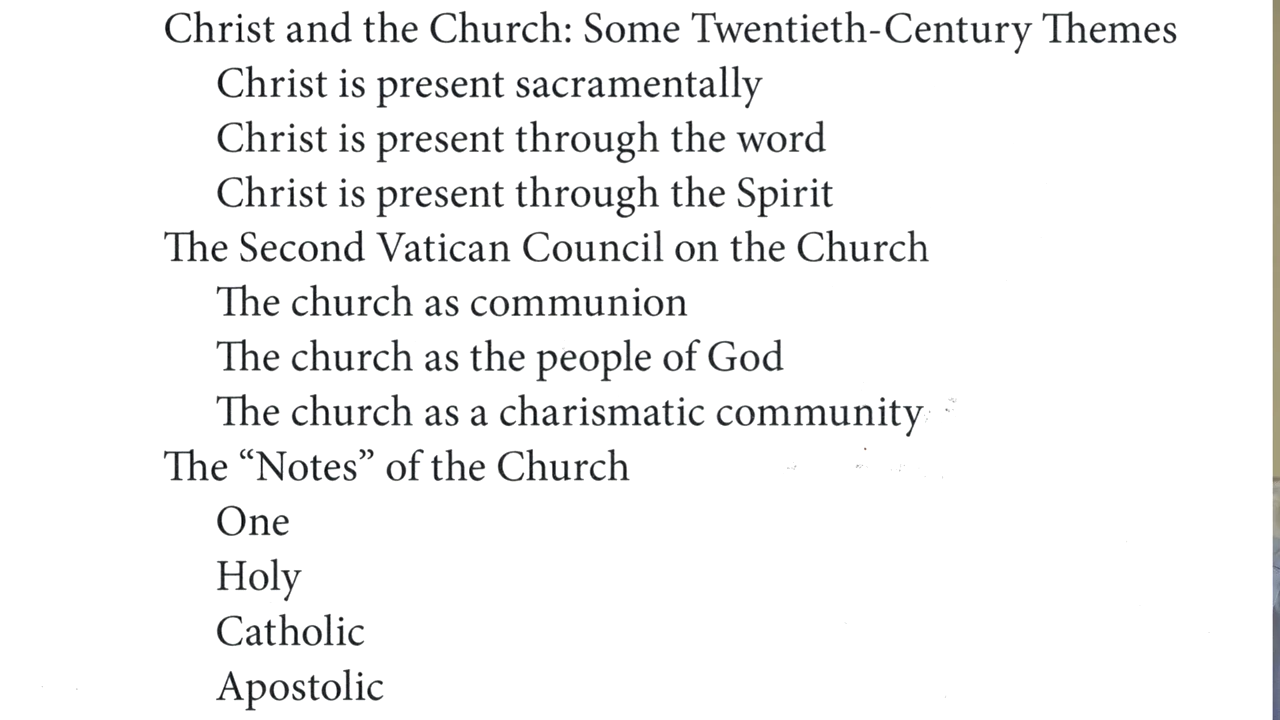 Christ and the Church: Some Twentieth-Century Themes
Christ is present sacramentally
Christ is present through the word
Christ is present through the Spirit
The Second Vatican Council on the Church
The church as communion
The church as the people of God
The church as a charismatic community
The “Notes” of the Church
One
Holy
Catholic
Apostolic